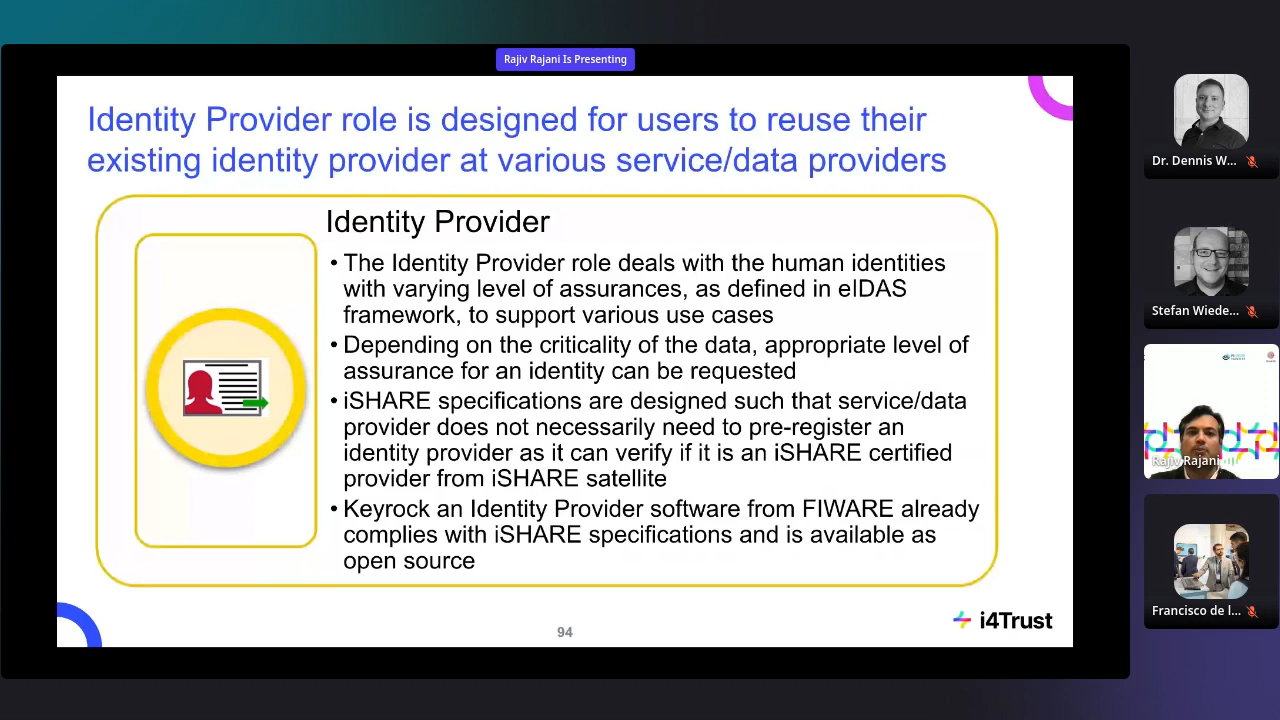 Rajiv Rajani Is Presenting
Identity Provider role is designed for users to reuse their
existing identity provider at various service/data providers
Identity Provider
• The Identity Provider role deals with the human identities
with varying level of assurances, as defined in eIDAS
framework, to support various use cases
• Depending on the criticality of the data, appropriate level of
assurance for an identity can be requested
• iSHARE specifications are designed such that service/data
provider does not necessarily need to pre-register an
identity provider as it can verify if it is an iSHARE certified
provider from iSHARE satellite
• Keyrock an Identity Provider software from FIWARE already
complies with iSHARE specifications and is available as
open source
94
i4Trust
Dr. Dennis W...
Stefan Wiede...
Rajiv Rajani
Francisco de l...